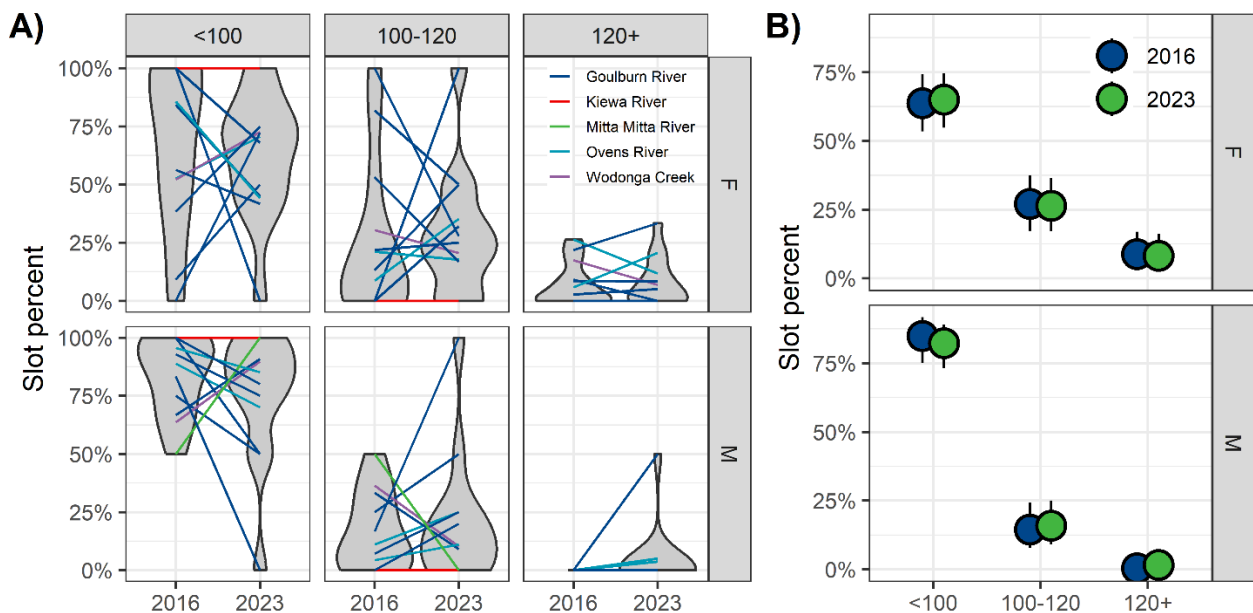 A)
<100
100-120
120+
Slot percent
100%
75%
50%
25%
0%
Goulburn River
Kiewa River
Mitta Mitta River
Ovens River
Wodonga Creek
F
100%
75%
50%
25%
0%
M
2016 2023
2016 2023
2016 2023
B)
Slot percent
75%
50%
25%
0%
2016
2023
F
Slot percent
75%
50%
25%
0%
M
<100
100-120
120+